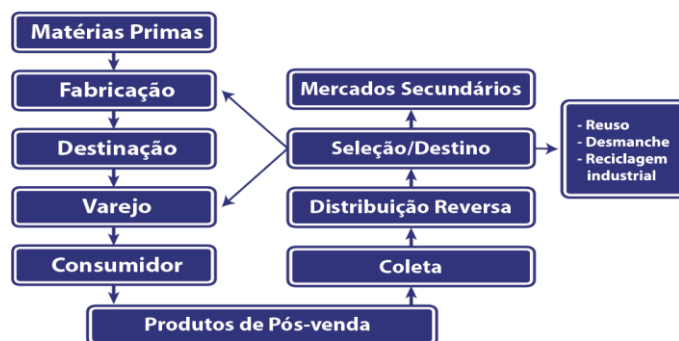 Matérias Primas
Fabricação
Destinação
Varejo
Consumidor
Produtos de Pós-venda
Mercados Secundários
Seleção/Destino
Distribuição Reversa
Coleta
- Reuso
- Desmanche
- Reciclagem
industrial